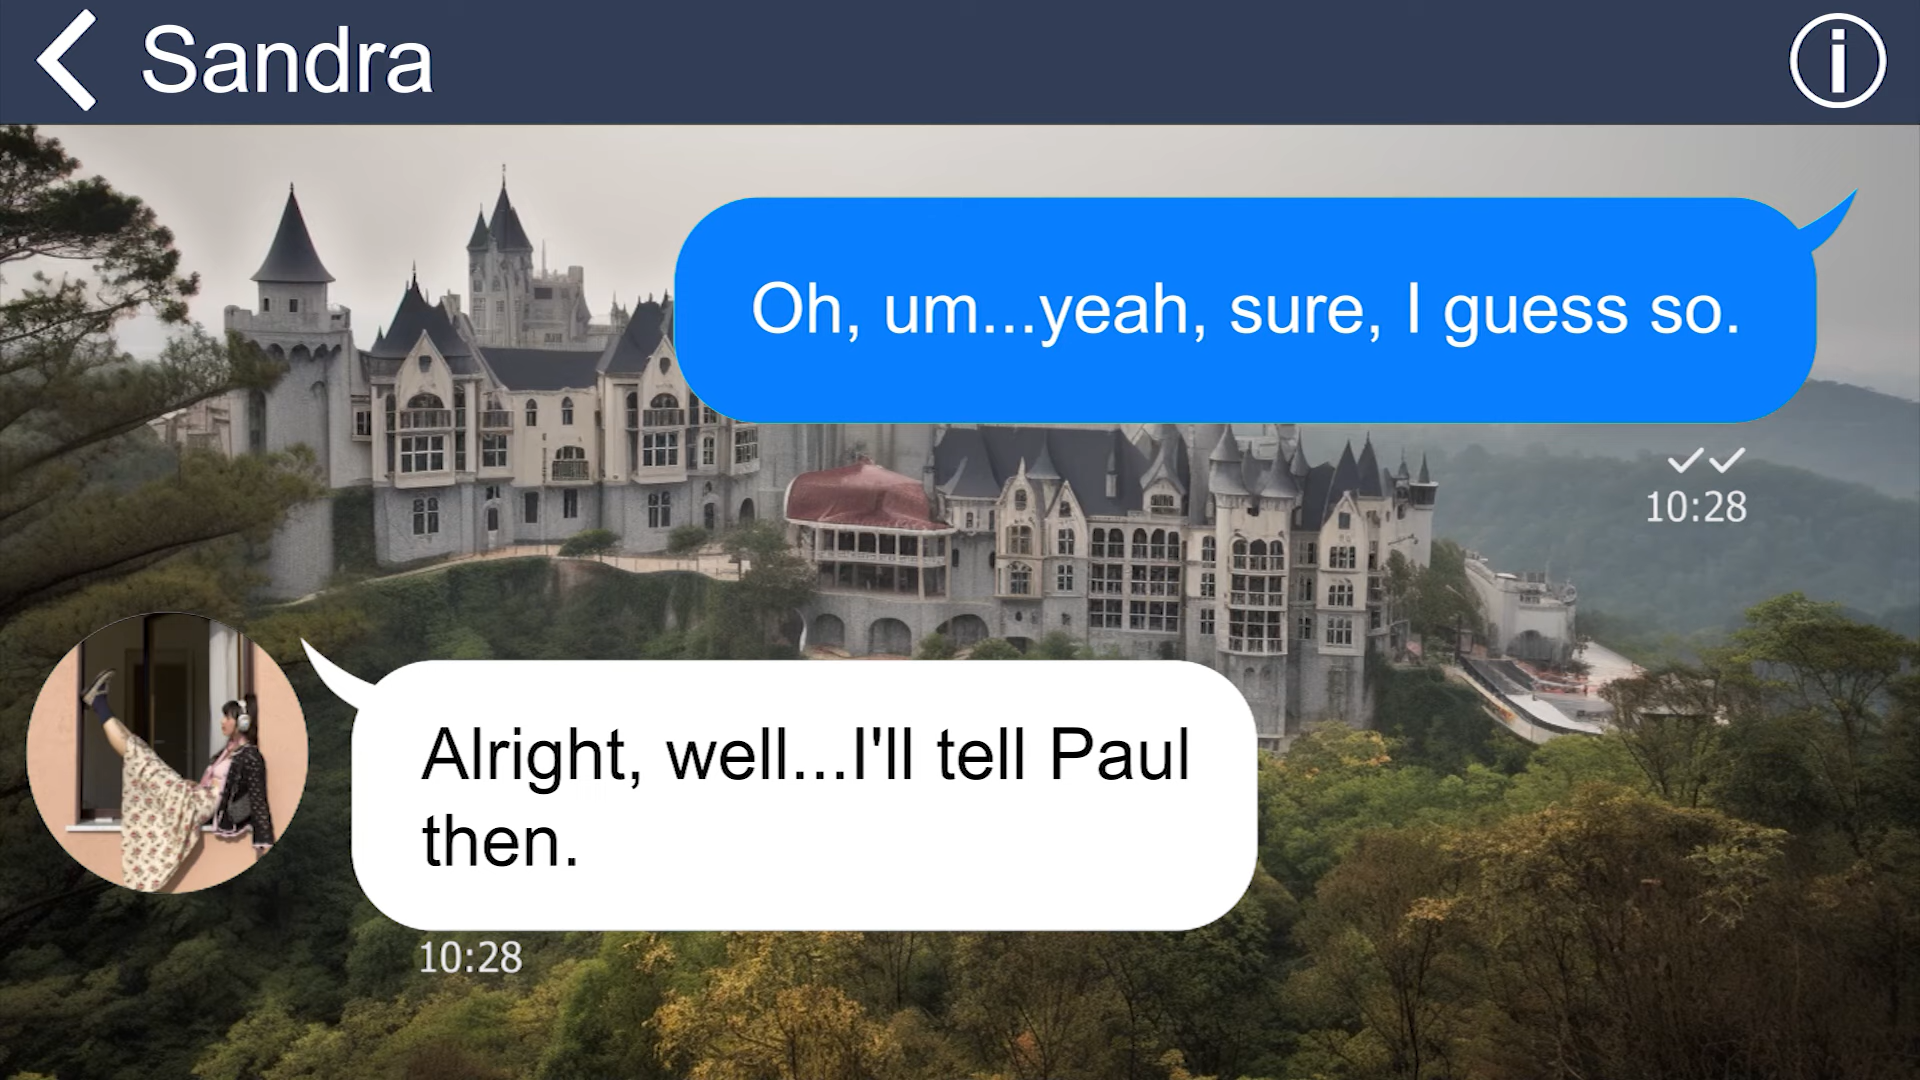 Sandra
Oh, um...yeah, sure, I guess so.
10:28
Alright, well...I'll tell Paul
then.
10:28